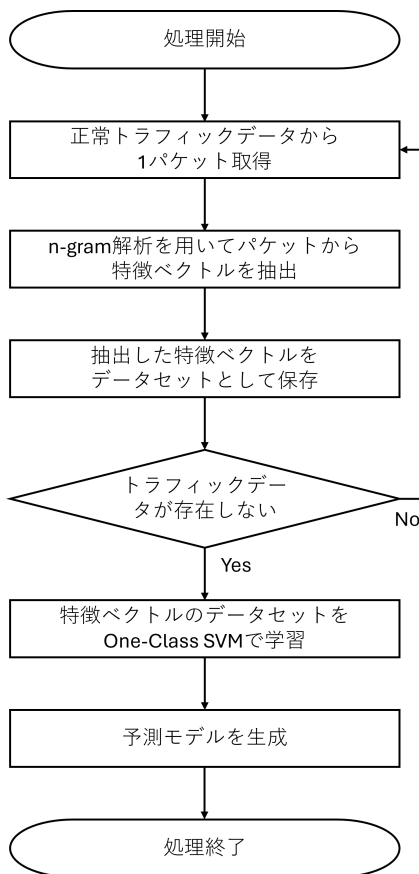 処理開始
正常トラフィックデータから
1パケット取得
n-gram解析を用いてパケットから
特徴ベクトルを抽出
抽出した特徴ベクトルを
データセットとして保存
トラフィックデー
タが存在しない
No
Yes
特徴ベクトルのデータセットを
One-Class SVMで学習
予測モデルを生成
処理終了